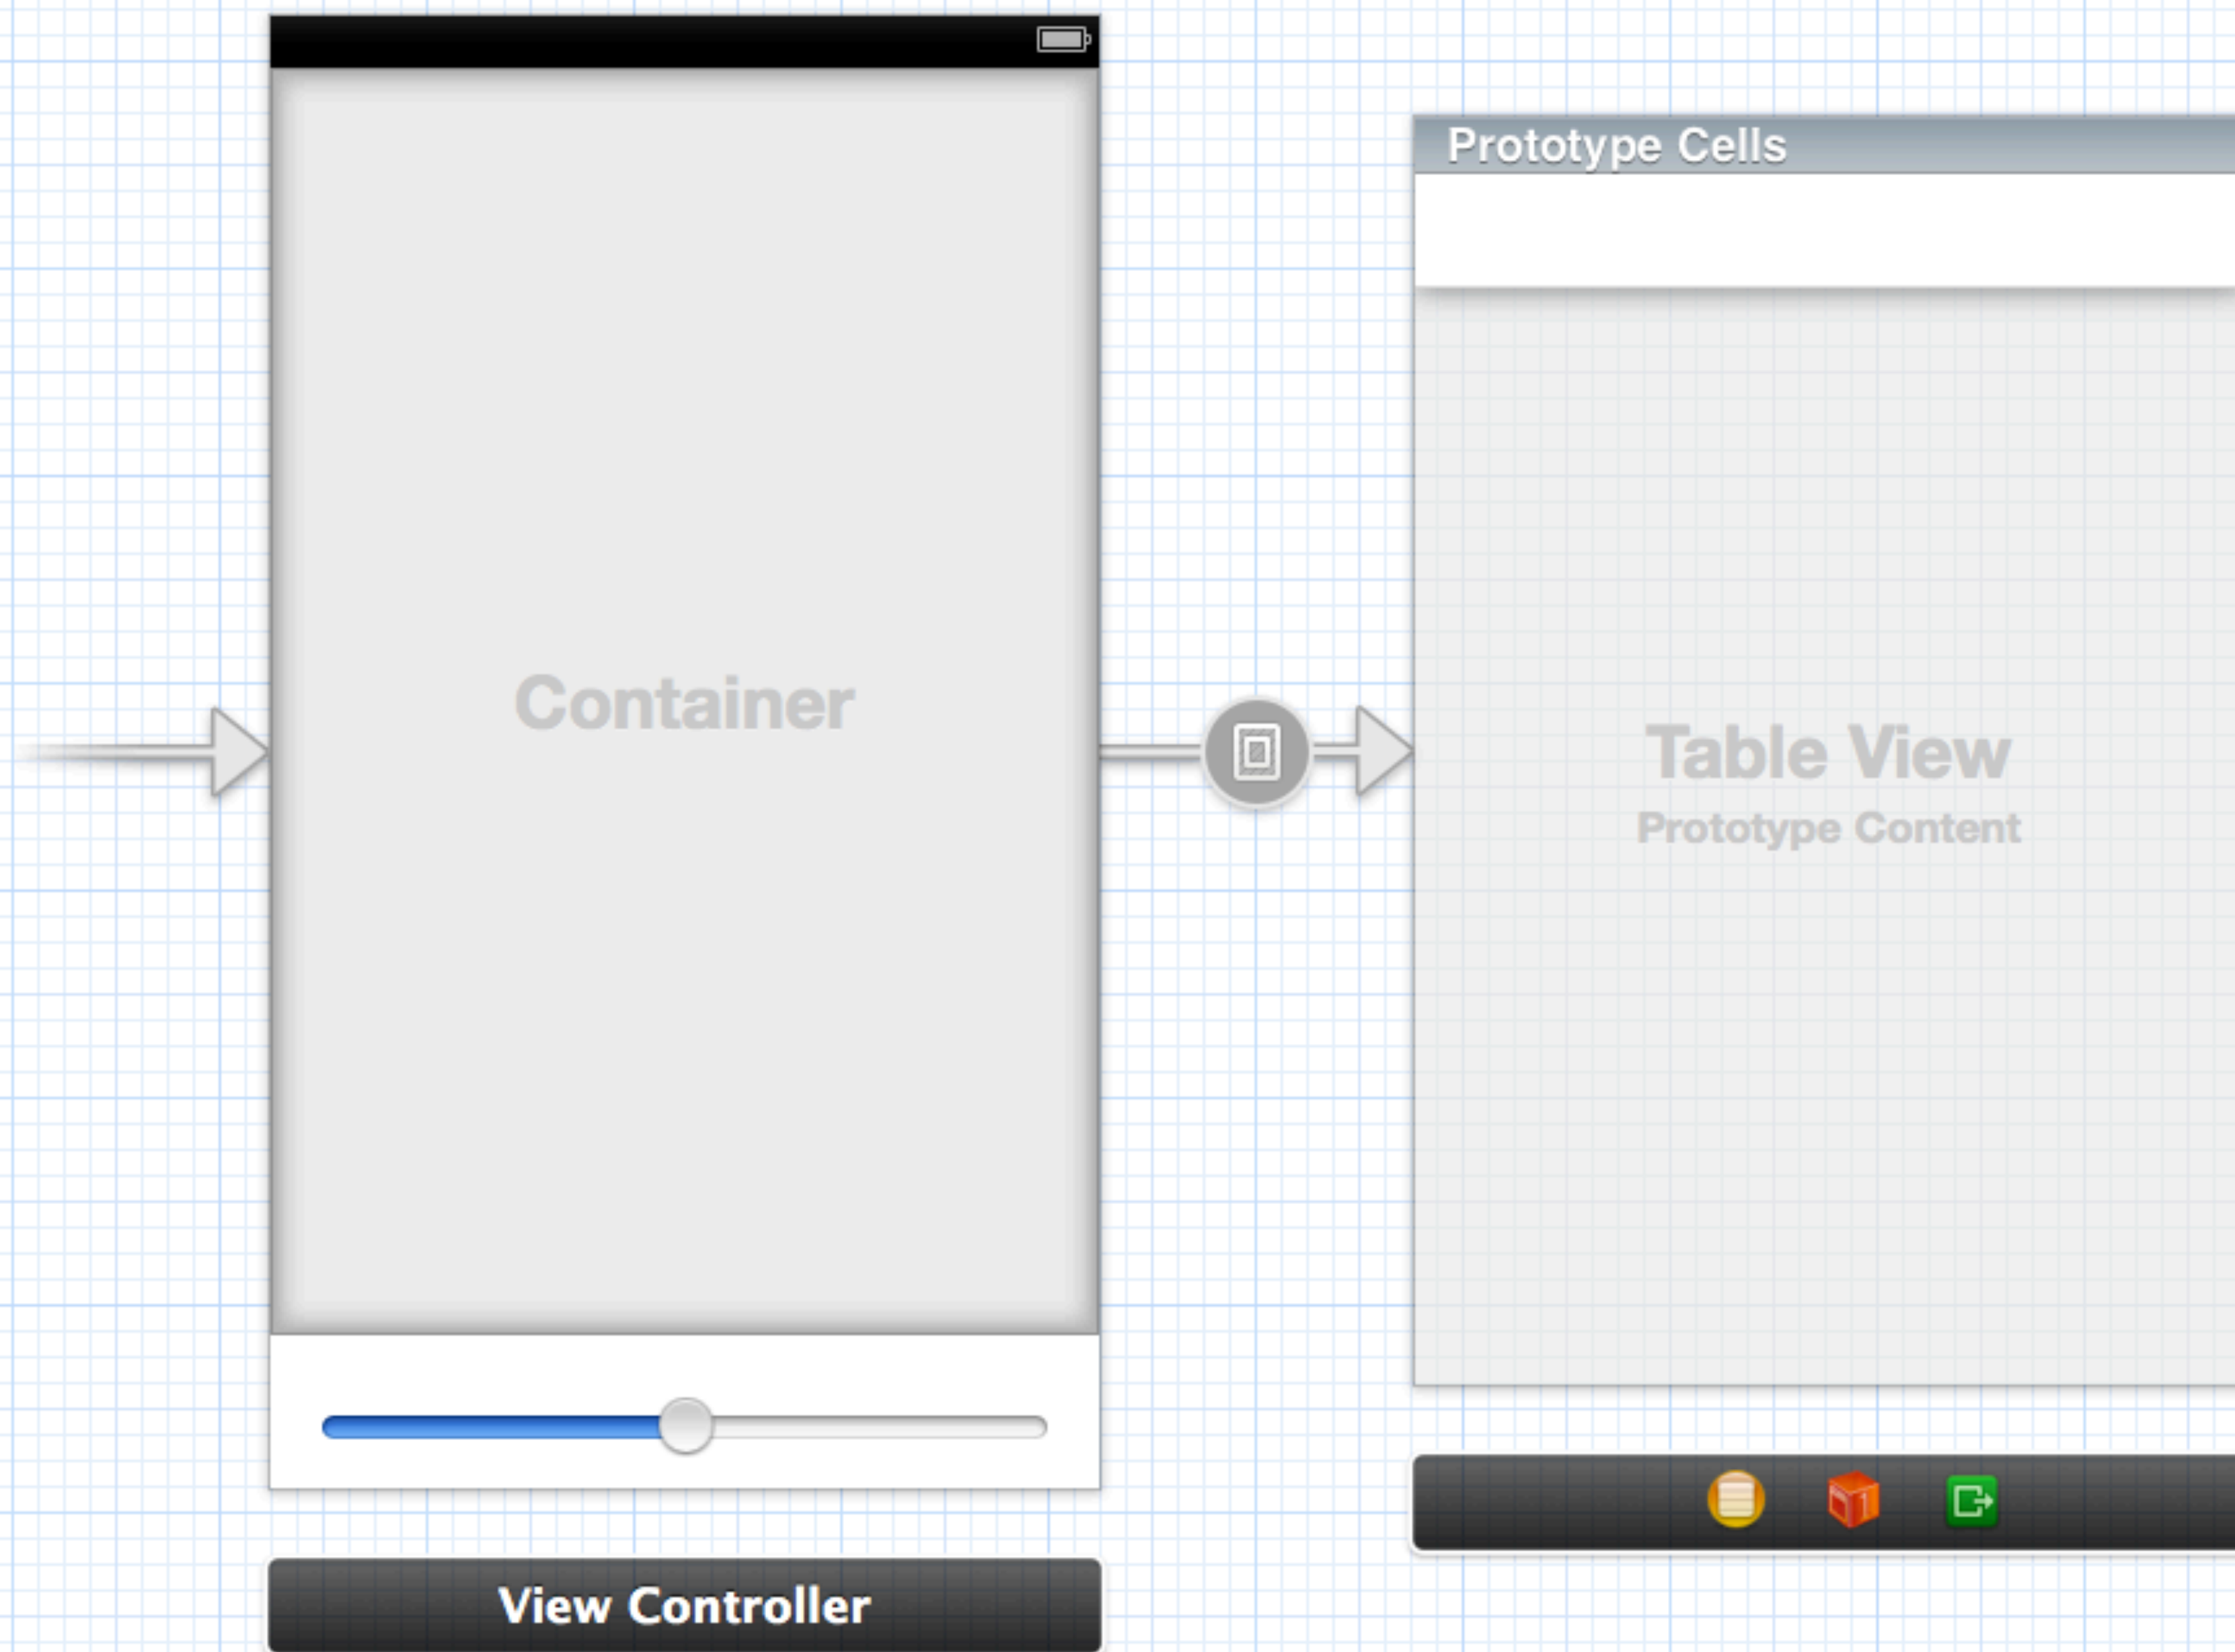 Container
View Controller
Prototype Cells
Table View
Prototype Content